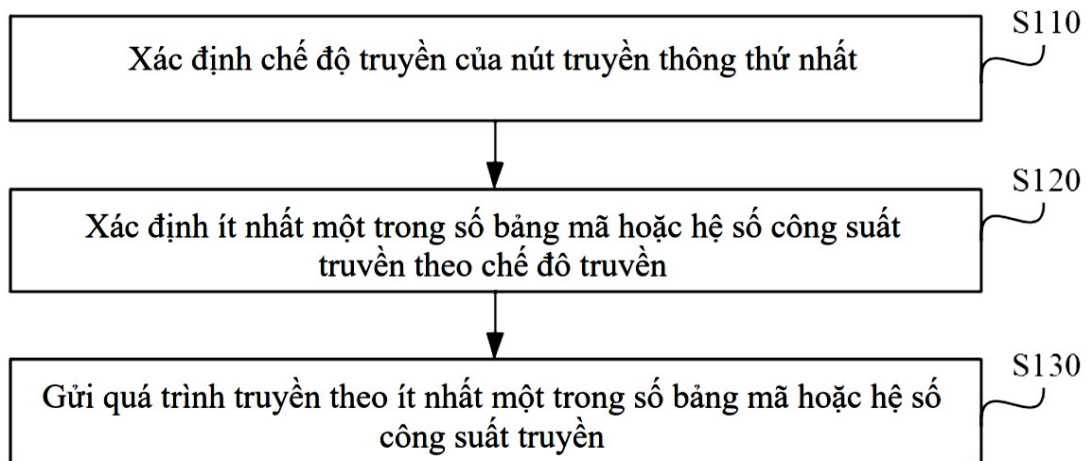 S110
Xác định chế độ truyền của nút truyền thông thứ nhất
S120
Xác định ít nhất một trong số bảng mã hoặc hệ số công suất
truyền theo chế độ truyền
S130
Gửi quá trình truyền theo ít nhất một trong số bảng mã hoặc hệ số
công suất truyền